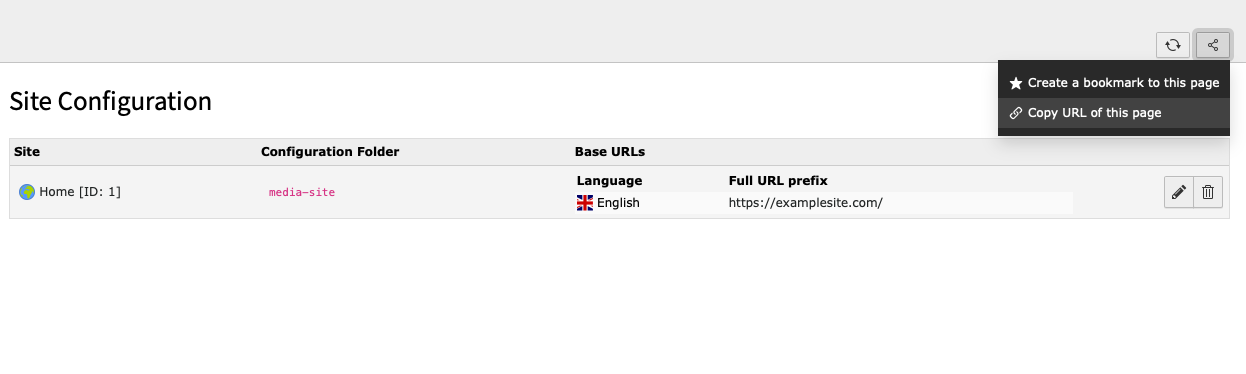 Create a bookmark to this page
Copy URL of this page
Site Configuration
Site Configuration Folder Base URLs
Language Full URL prefix
Home [ID: 1] media-site
English https://examplesite.com/